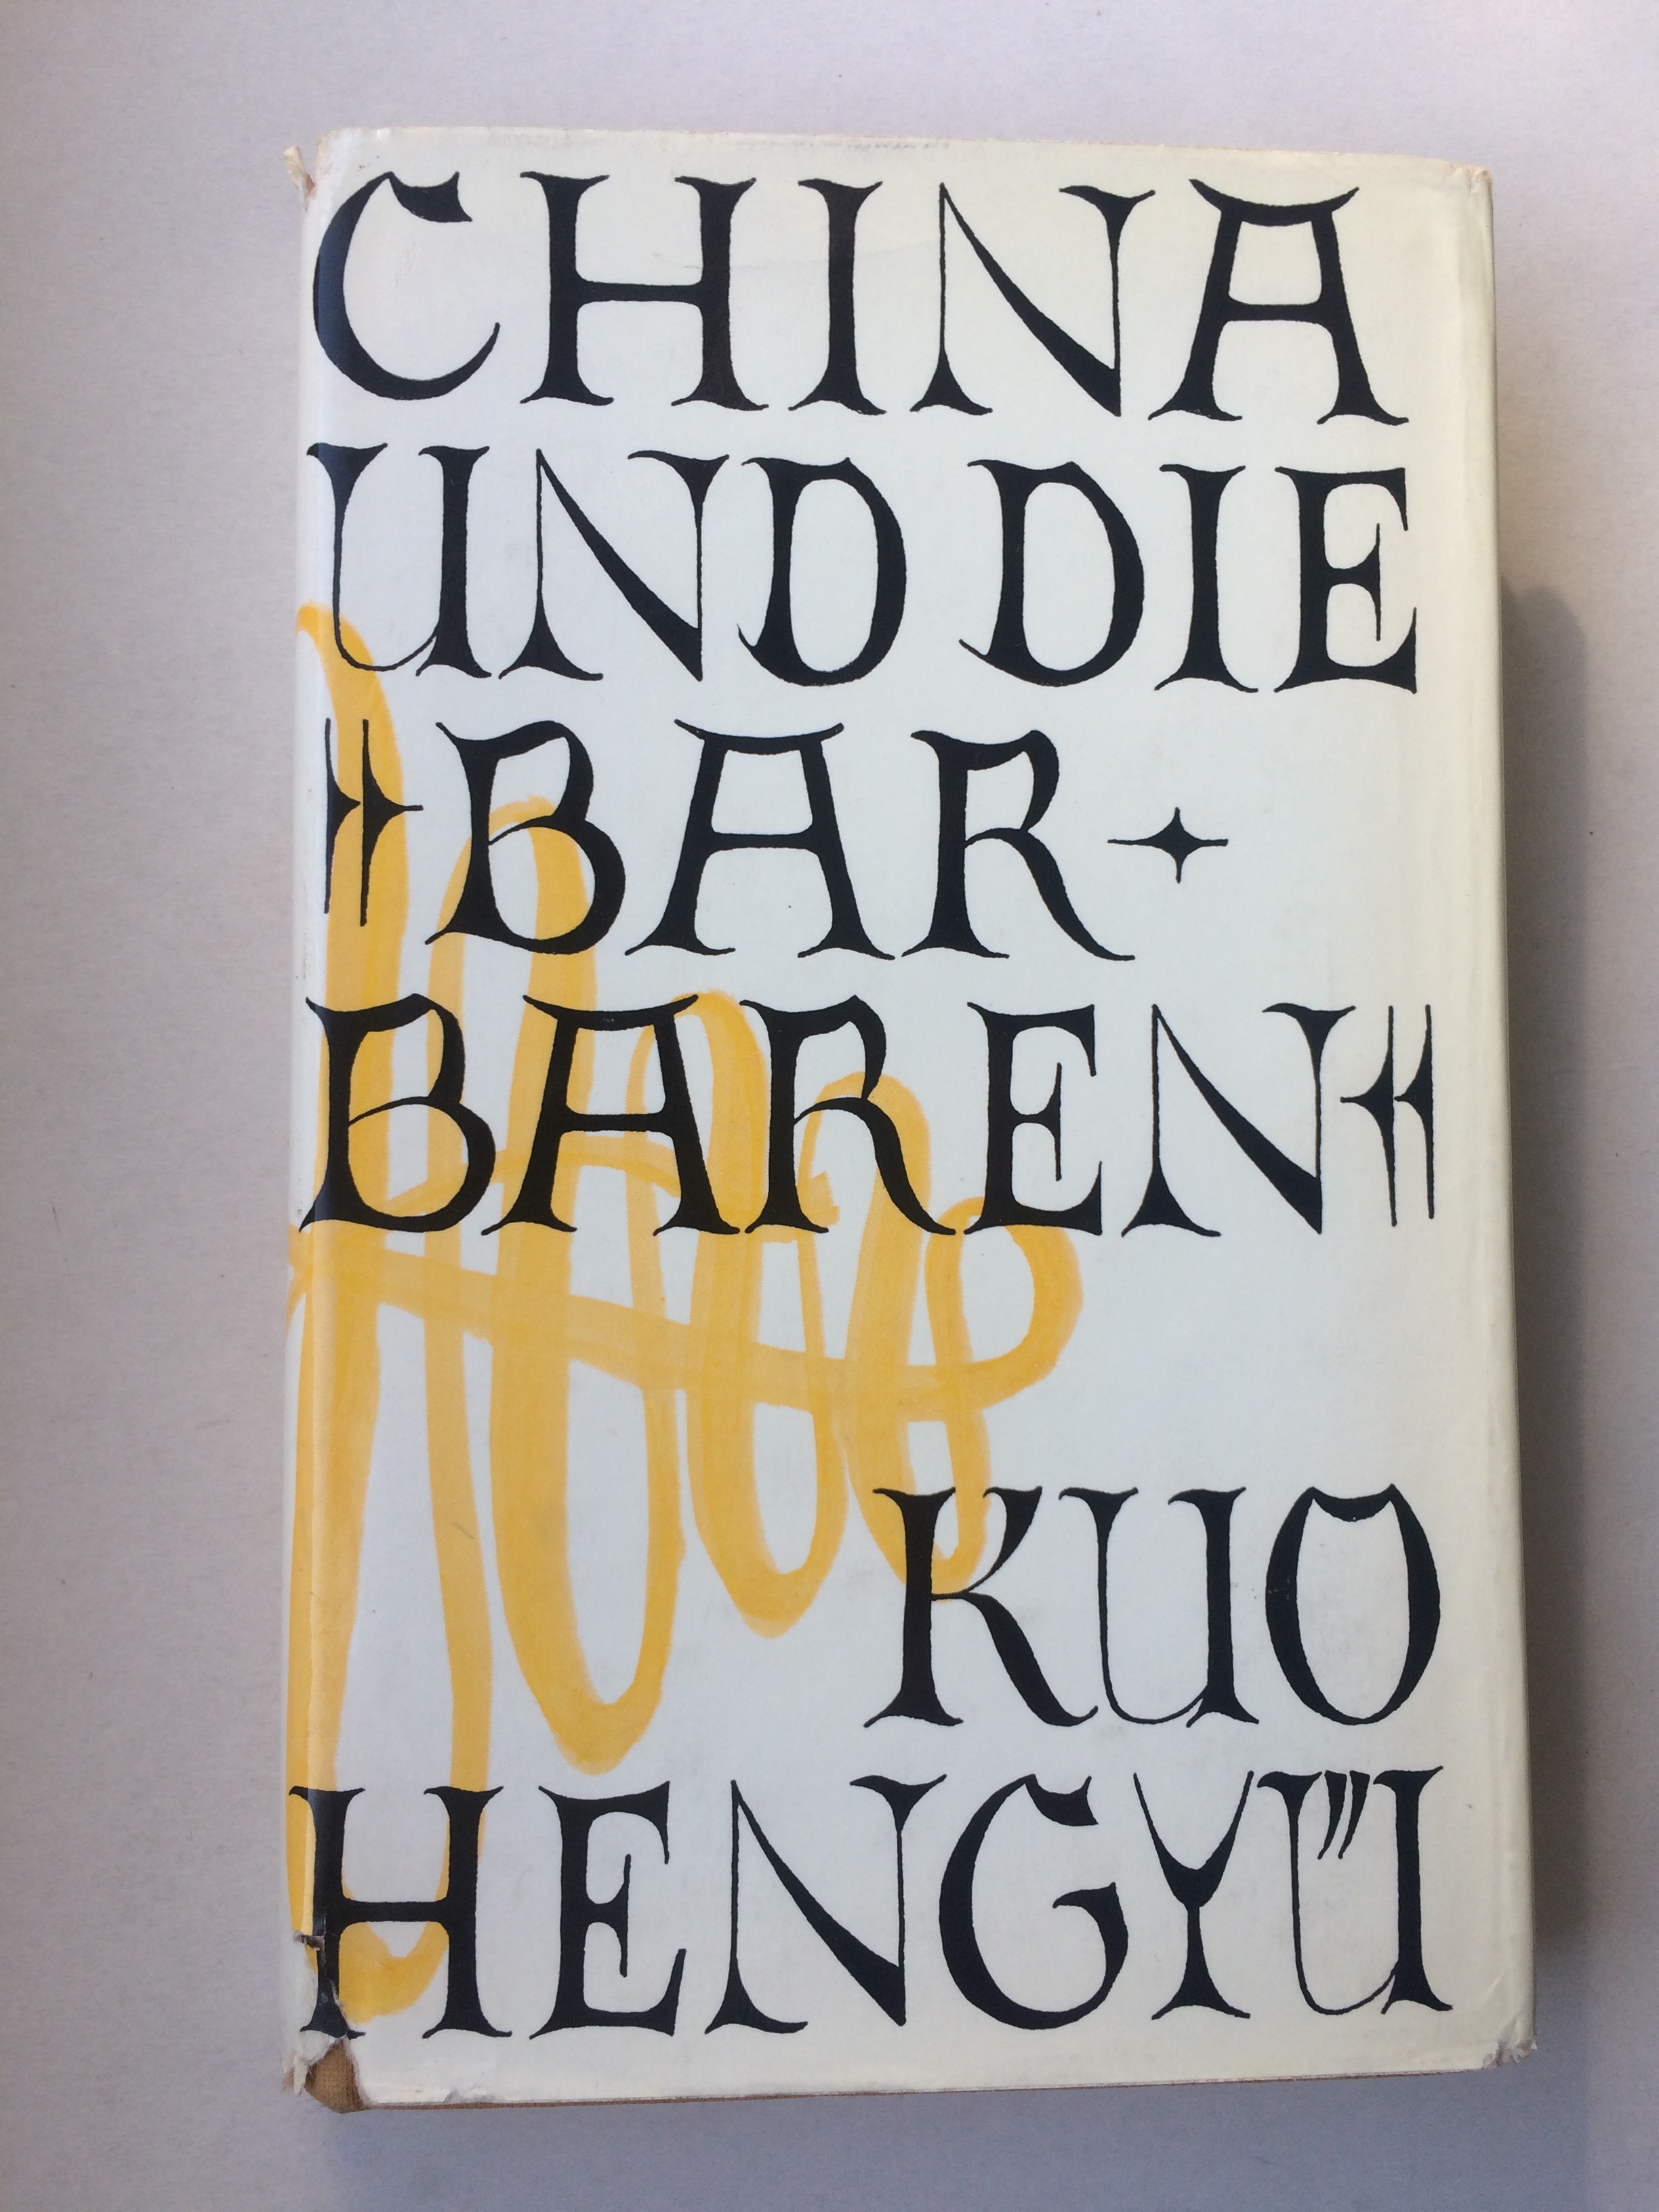 CHINA
UND DIE
»BAR-
BAREN«
KUO
HENGYÜ